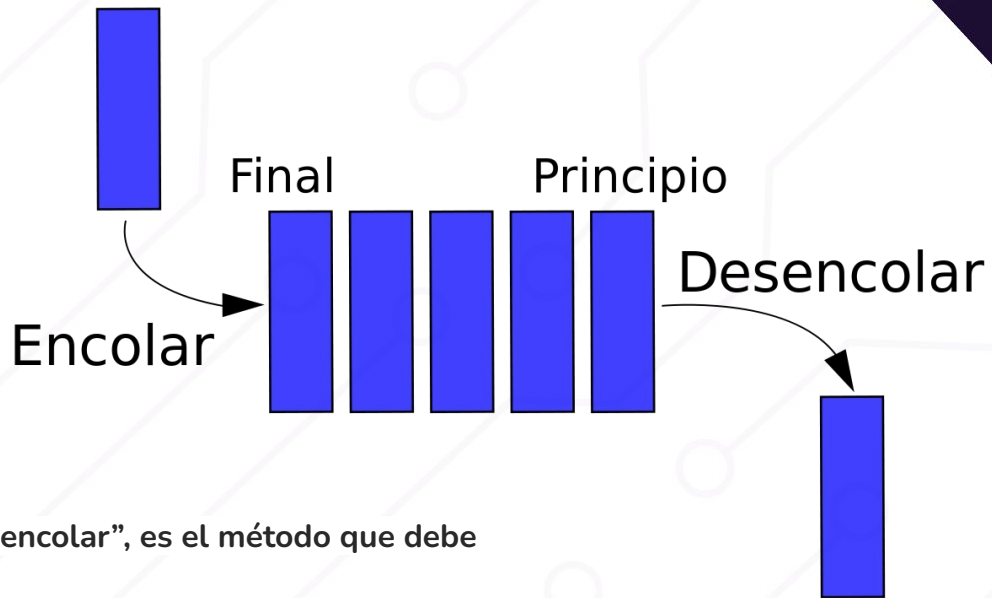 Final
Principio
Desencolar
Encolar
encolar”, es el método que debe